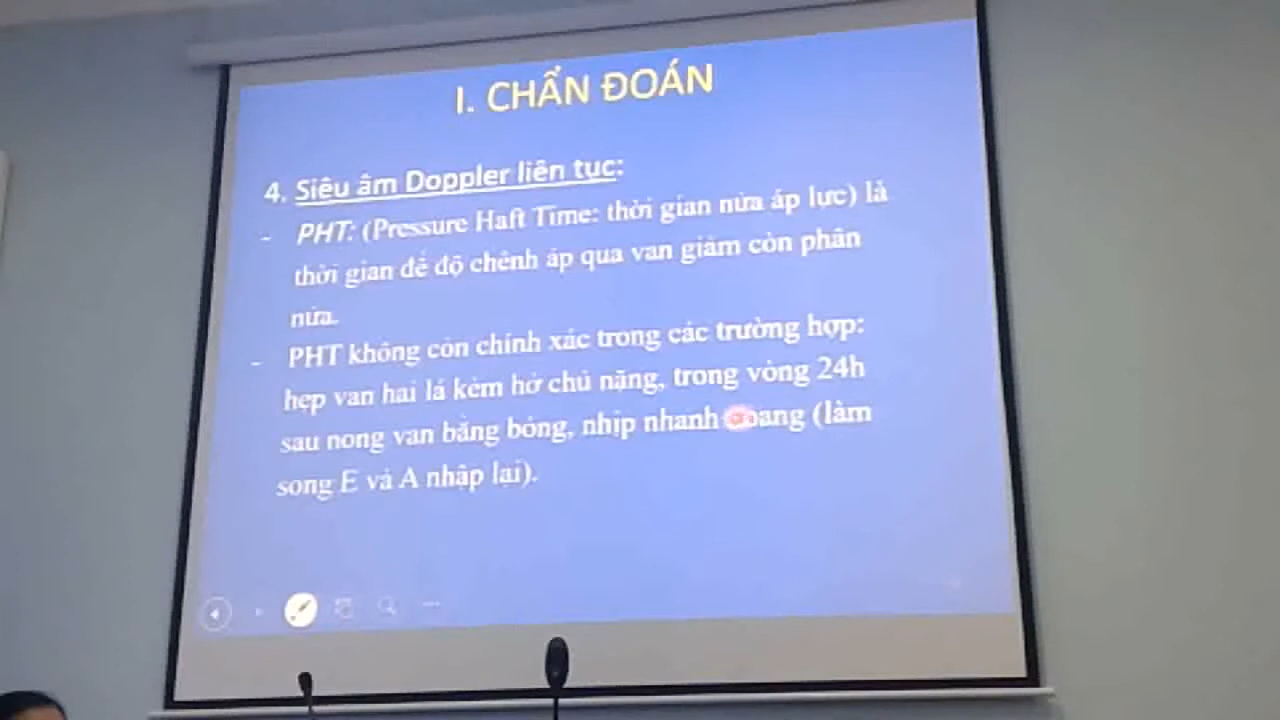 I. CHẨN ĐOÁN
4. Siêu âm Doppler liên tục:
- PHT: (Pressure Haft Time: thời gian nửa áp lực) là
thời gian để độ chênh áp qua van giảm còn phân
nửa.
- PHT không còn chính xác trong các trường hợp:
hẹp van hai lá kèm hở chủ nặng, trong vòng 24h
sau nong van bằng bóng, nhịp nhanh xoang (làm
song E và A nhập lại).